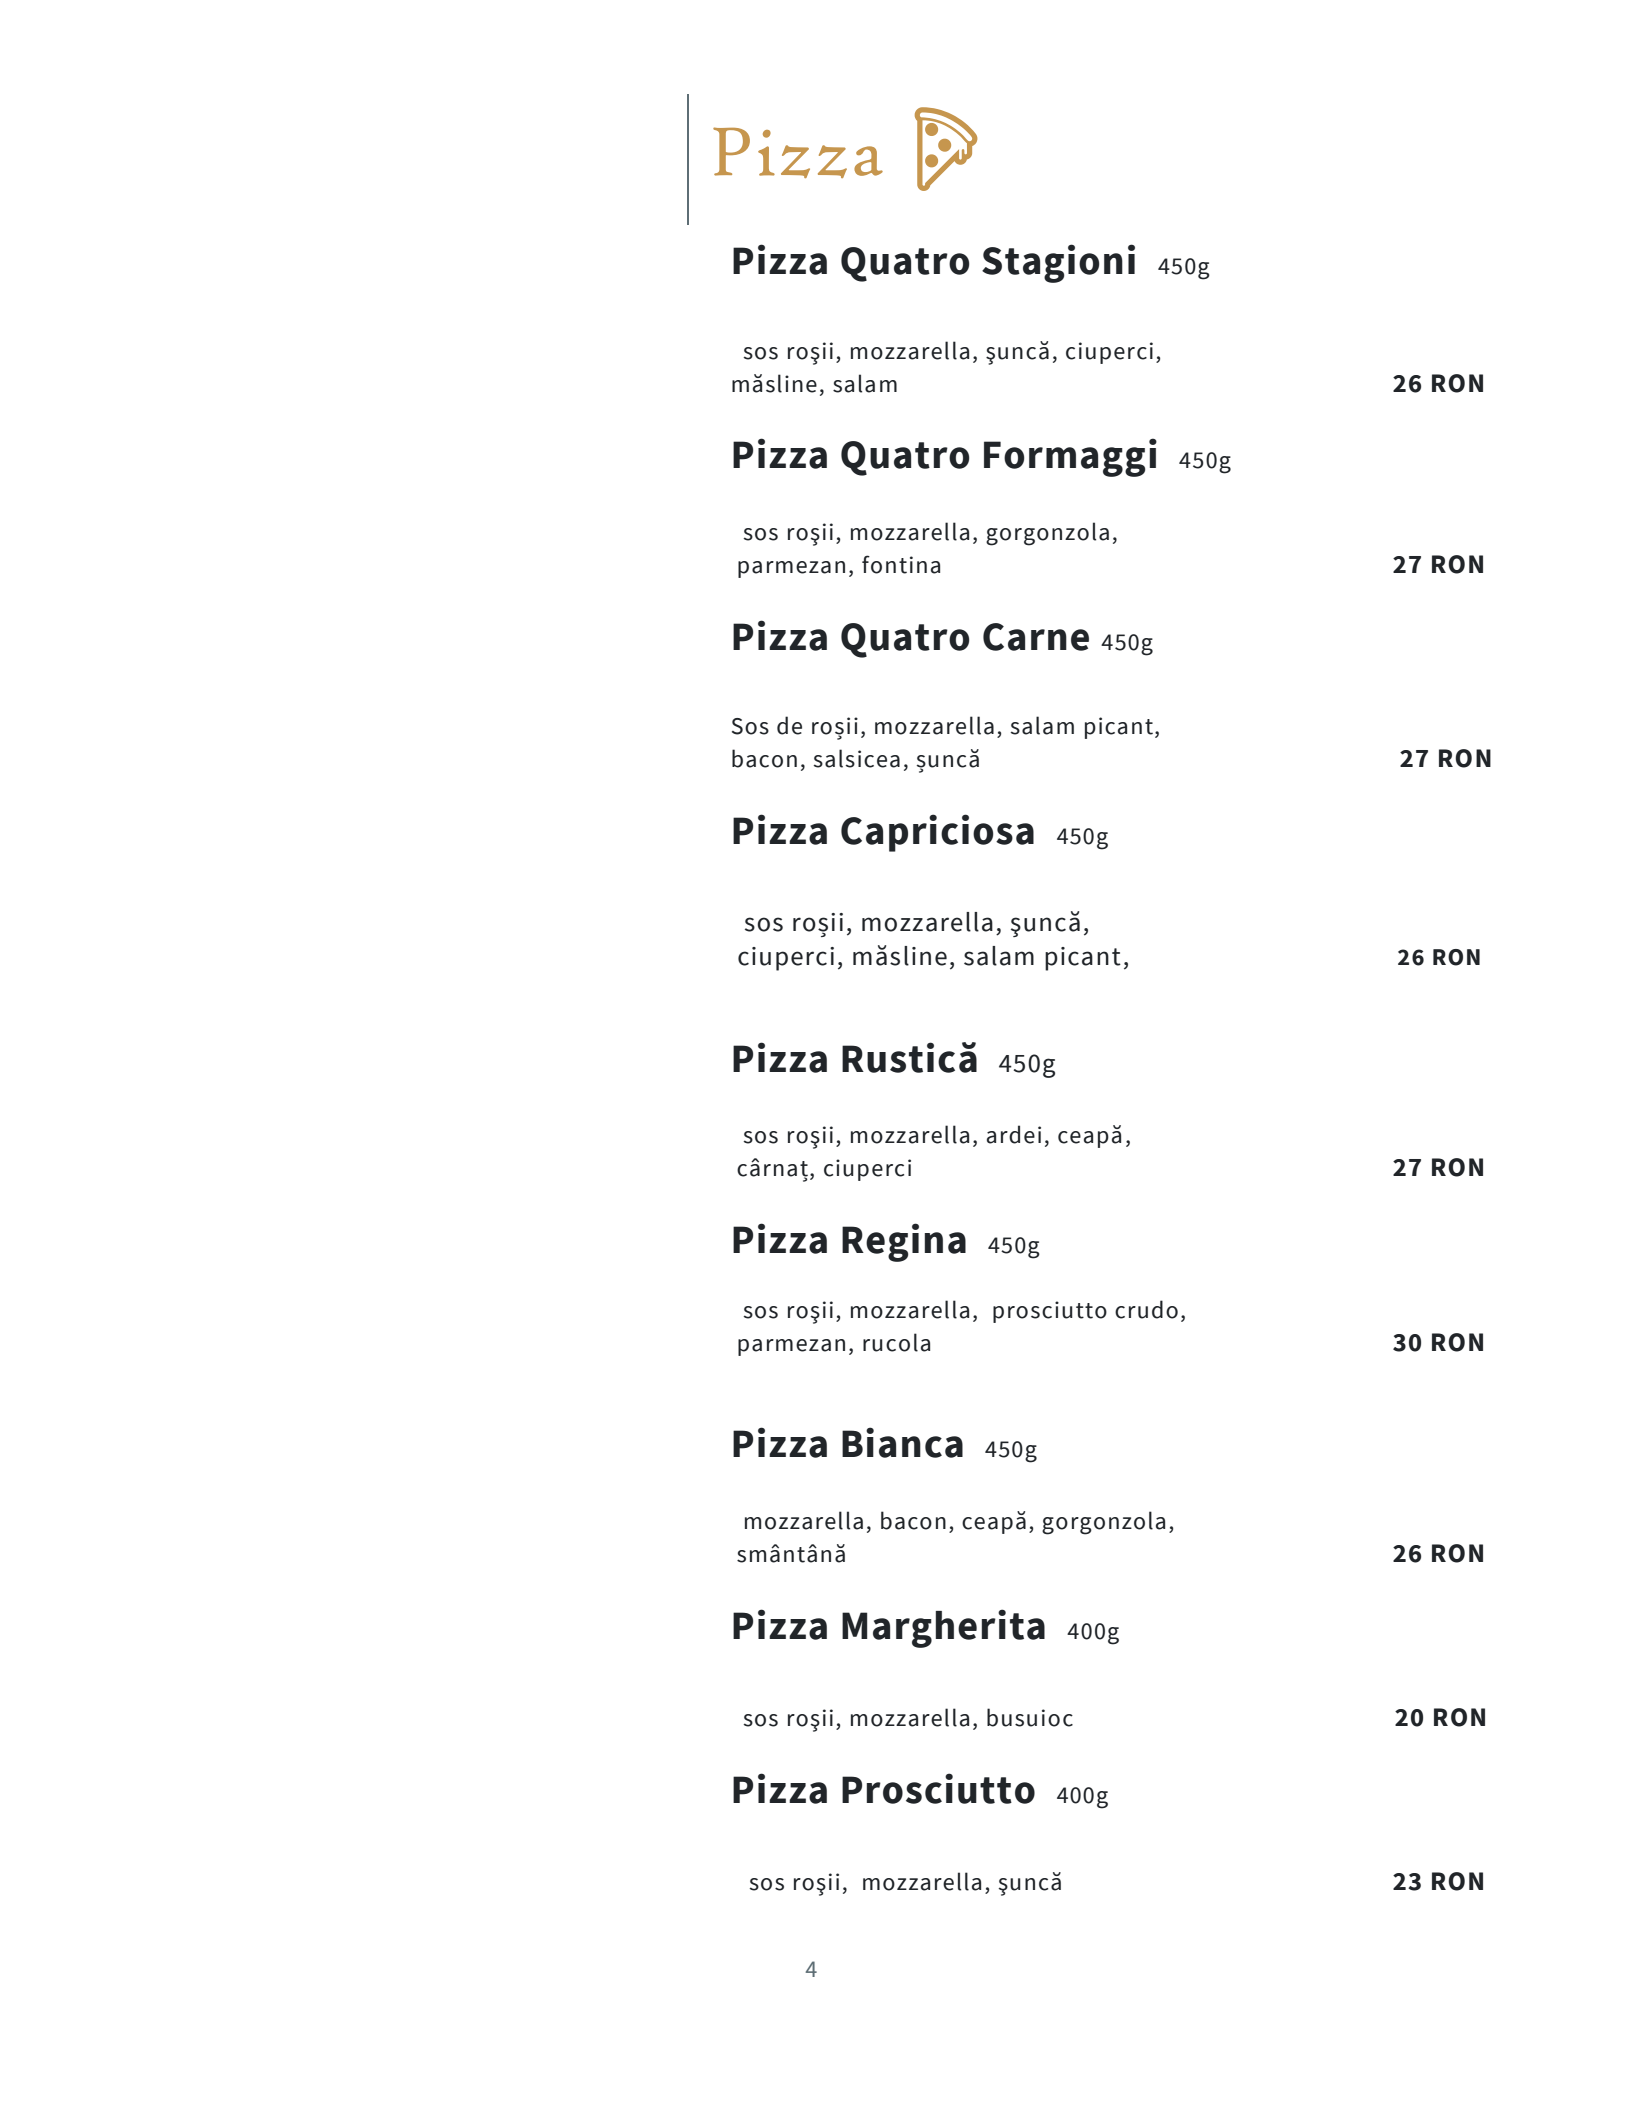 Pizza
Pizza Quatro Stagioni 450g
sos roşii, mozzarella, şuncă, ciuperci,
măsline, salam 26 RON
Pizza Quatro Formaggi 450g
sos roşii, mozzarella, gorgonzola,
parmezan, fontina 27 RON
Pizza Quatro Carne 450g
Sos de roșii, mozzarella, salam picant,
bacon, salsicea, șuncă 27 RON
Pizza Capriciosa 450g
sos roșii, mozzarella, şuncă,
ciuperci, măsline, salam picant, 26 RON
Pizza Rustică 450g
sos roşii, mozzarella, ardei, ceapă,
cârnaț, ciuperci 27 RON
Pizza Regina 450g
sos roşii, mozzarella, prosciutto crudo,
parmezan, rucola 30 RON
Pizza Bianca 450g
mozzarella, bacon, ceapă, gorgonzola,
smântână 26 RON
Pizza Margherita 400g
sos roşii, mozzarella, busuioc 20 RON
Pizza Prosciutto 400g
sos roşii, mozzarella, şuncă 23 RON
4